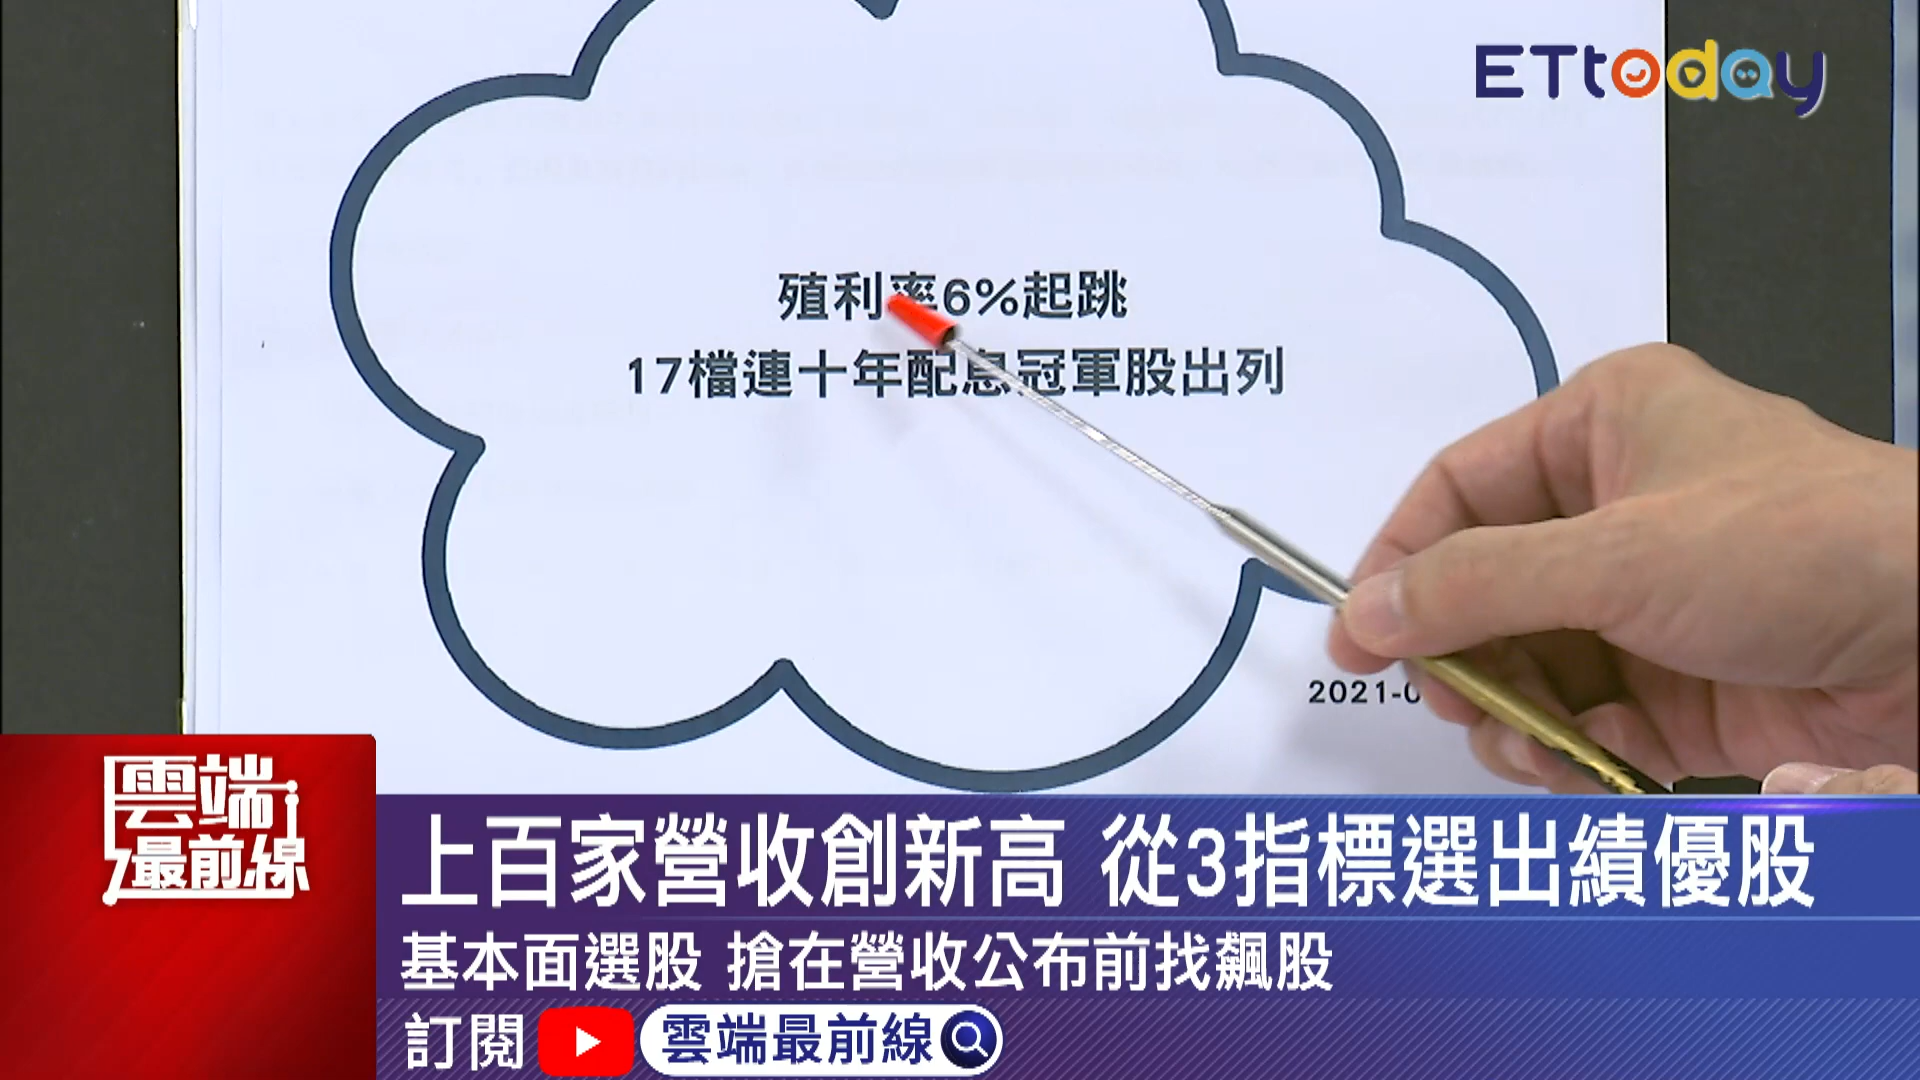 ETtoday
殖利率6%起跳
17檔連十年配息冠軍股出列
2021-0
雲端
最前線
上百家營收創新高 從3指標選出績優股
基本面選股 搶在營收公布前找飆股
訂閱 雲端最前線